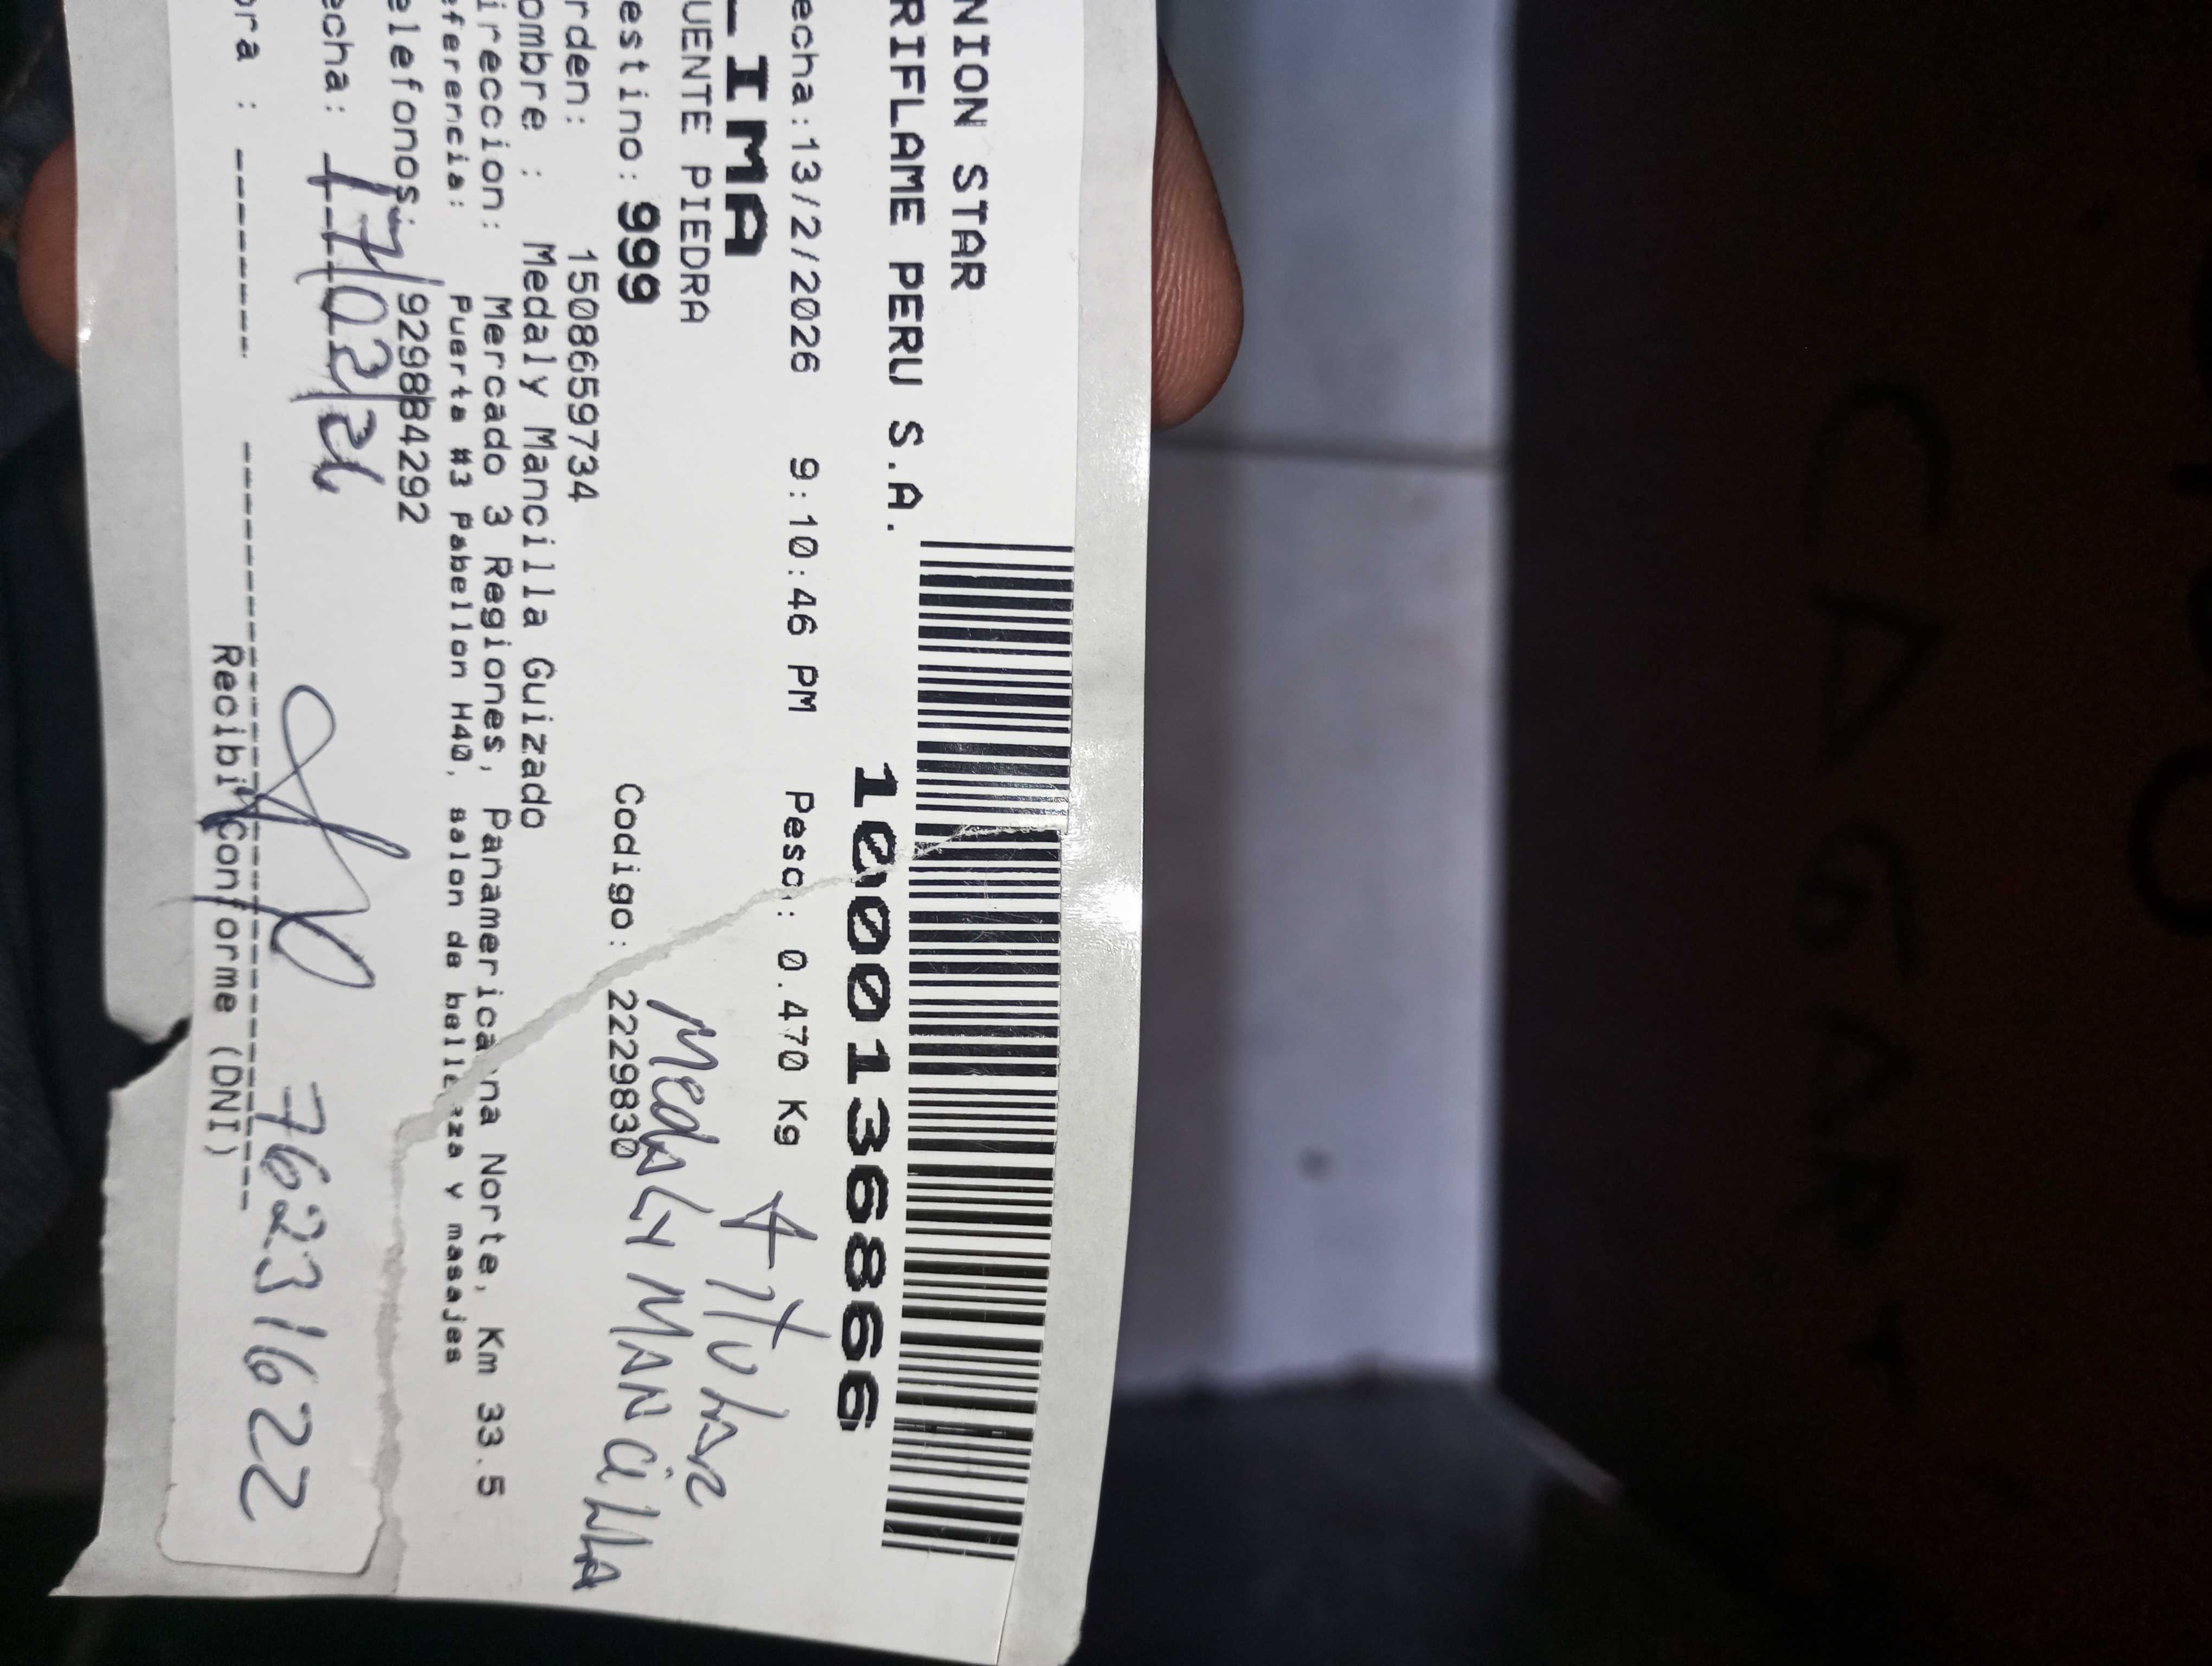 NION STAR
RIFLAME PERU S.A.
10001368666
echa:13/2/2026 9:10:46 PM Peso: 0.470 Kg
IMA
UENTE PIEDRA
titular
Medaly Mancilla
estino: 999 Codigo: 2229830
rden: 15086659734
ombre : Medaly Mancilla Guizado
ireccion: Mercado 3 Regiones, Panamericana Norte, Km 33.5
eferencia: Puerta #3 Pabellon H40, salon de belleza y masajes
elefonos: 929884292
echa: 17/02/26
76231622
ora :
Recibi Conforme (DNI)